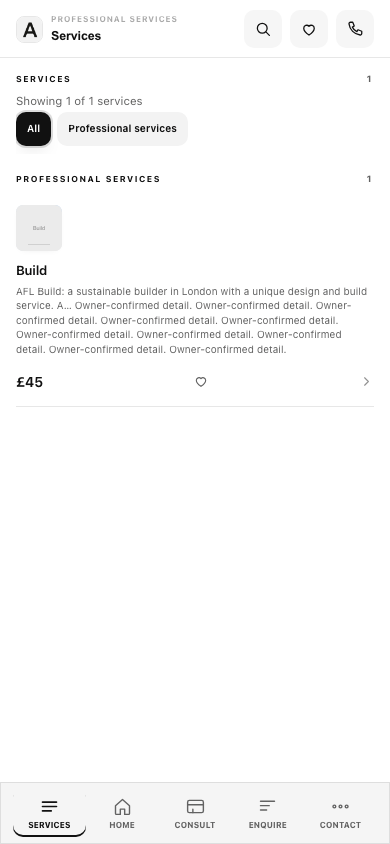 A
PROFESSIONAL SERVICES
Services
SERVICES 1
Showing 1 of 1 services
All Professional services
PROFESSIONAL SERVICES 1
Build
Build
AFL Build: a sustainable builder in London with a unique design and build
service. A... Owner-confirmed detail. Owner-confirmed detail. Owner-
confirmed detail. Owner-confirmed detail. Owner-confirmed detail.
Owner-confirmed detail. Owner-confirmed detail. Owner-confirmed
detail. Owner-confirmed detail. Owner-confirmed detail.
£45
SERVICES HOME CONSULT ENQUIRE CONTACT